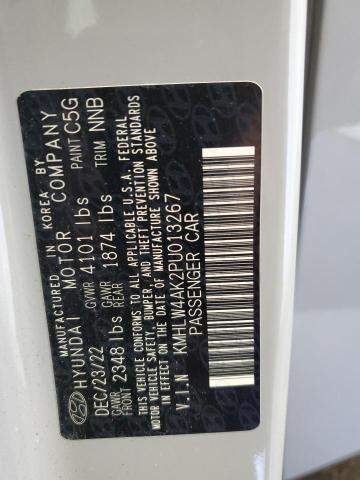 MANUFACTURED IN KOREA BY
HYUNDAI MOTOR COMPANY
DEC/23/22 GVWR 4101 lbs PAINT C5G
GAWR FRONT 2348 lbs GAWR REAR 1874 lbs TRIM NNB
THIS VEHICLE CONFORMS TO ALL APPLICABLE U.S.A. FEDERAL
MOTOR VEHICLE SAFETY, BUMPER, AND THEFT PREVENTION STANDARDS
IN EFFECT ON THE DATE OF MANUFACTURE SHOWN ABOVE
V.I.N : KMHLW4AK2PU013267
PASSENGER CAR